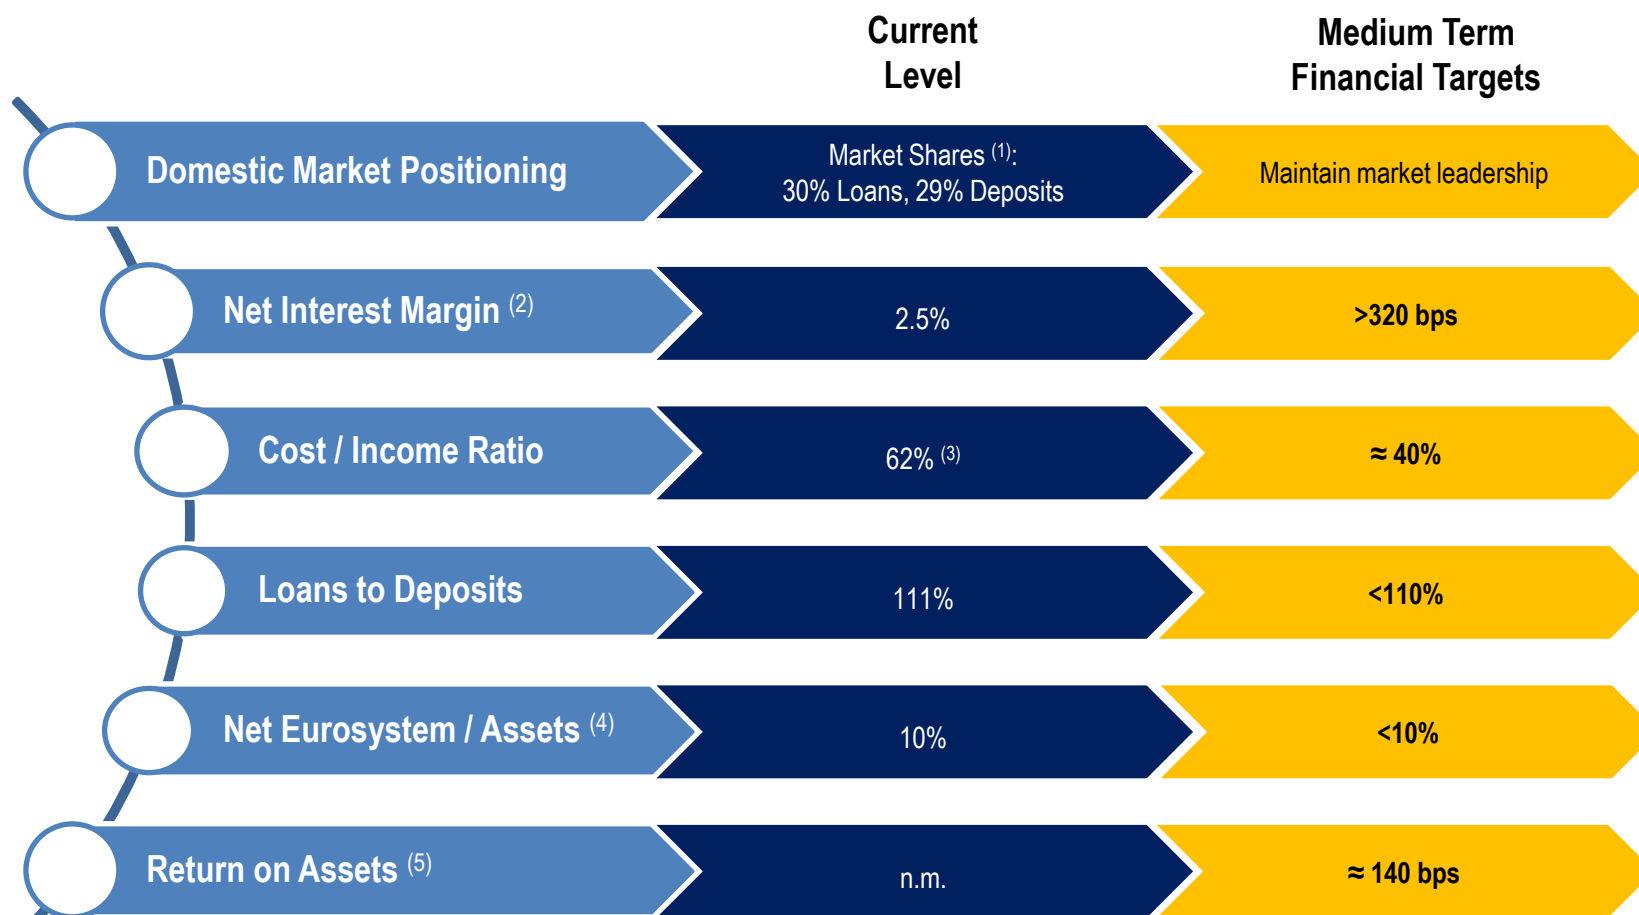 Current
Level
Medium Term
Financial Targets
Domestic Market Positioning
Market Shares (1):
30% Loans, 29% Deposits
Maintain market leadership
Net Interest Margin (2)
2.5%
>320 bps
Cost / Income Ratio
62% (3)
≈ 40%
Loans to Deposits
111%
<110%
Net Eurosystem / Assets (4)
10%
<10%
Return on Assets (5)
n.m.
≈ 140 bps